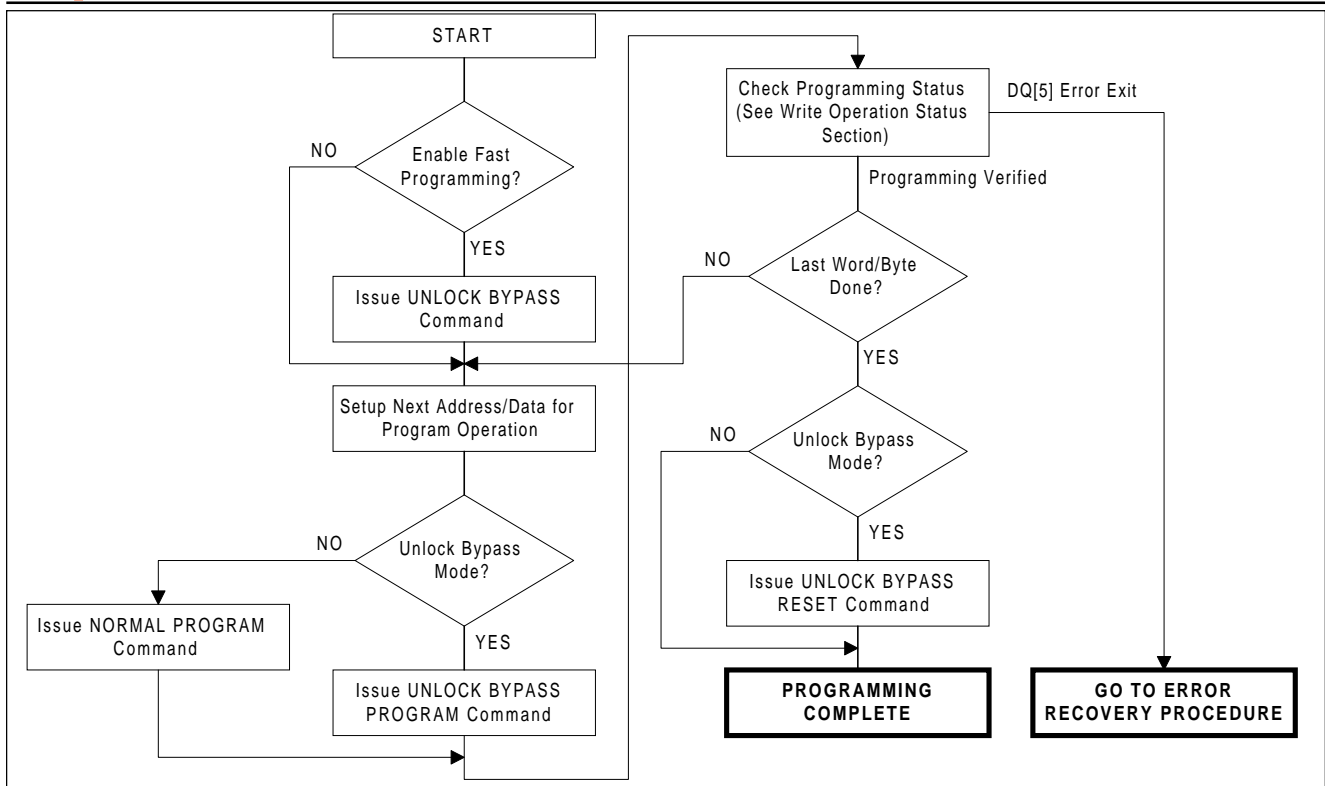 START
Enable Fast
Programming?
NO
YES
Issue UNLOCK BYPASS
Command
Setup Next Address/Data for
Program Operation
NO
Unlock Bypass
Mode?
YES
Issue NORMAL PROGRAM
Command
Issue UNLOCK BYPASS
PROGRAM Command
Check Programming Status
(See Write Operation Status
Section)
DQ[5] Error Exit
Programming Verified
NO
Last Word/Byte
Done?
YES
NO
Unlock Bypass
Mode?
YES
Issue UNLOCK BYPASS
RESET Command
PROGRAMMING
COMPLETE
GO TO ERROR
RECOVERY PROCEDURE